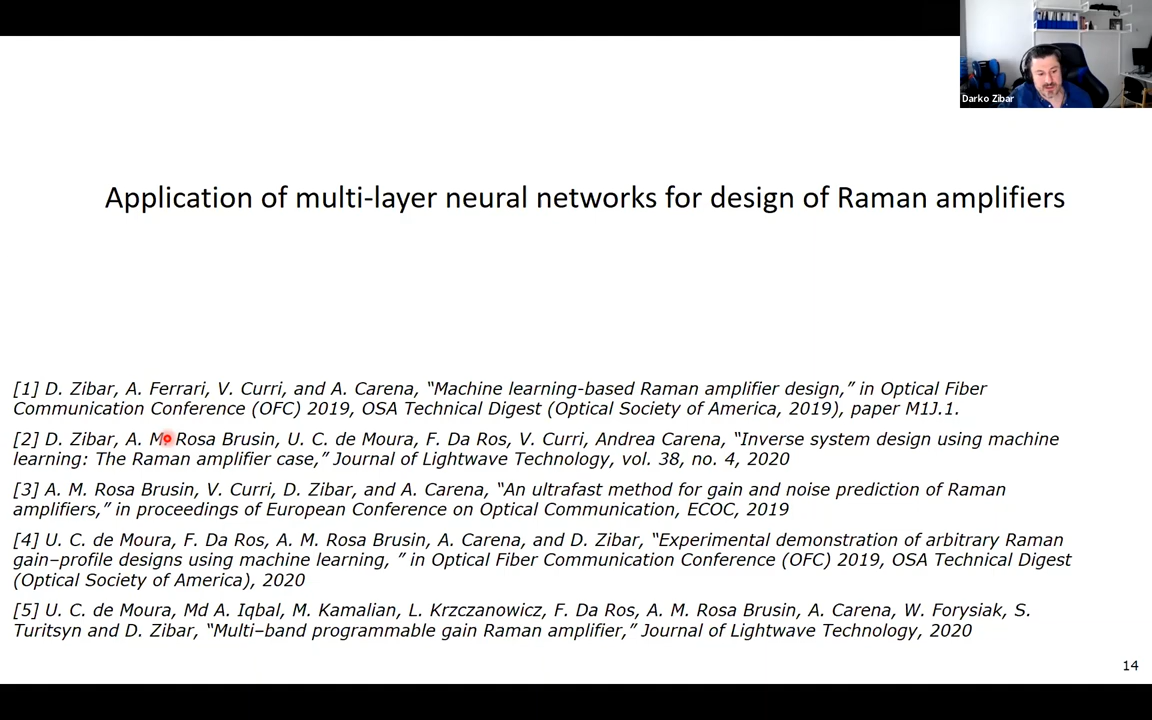 Darko Zibar
Application of multi-layer neural networks for design of Raman amplifiers
[1] D. Zibar, A. Ferrari, V. Curri, and A. Carena, “Machine learning-based Raman amplifier design,” in Optical Fiber
Communication Conference (OFC) 2019, OSA Technical Digest (Optical Society of America, 2019), paper M1J.1.
[2] D. Zibar, A. M. Rosa Brusin, U. C. de Moura, F. Da Ros, V. Curri, Andrea Carena, “Inverse system design using machine
learning: The Raman amplifier case,” Journal of Lightwave Technology, vol. 38, no. 4, 2020
[3] A. M. Rosa Brusin, V. Curri, D. Zibar, and A. Carena, “An ultrafast method for gain and noise prediction of Raman
amplifiers,” in proceedings of European Conference on Optical Communication, ECOC, 2019
[4] U. C. de Moura, F. Da Ros, A. M. Rosa Brusin, A. Carena, and D. Zibar, “Experimental demonstration of arbitrary Raman
gain–profile designs using machine learning, ” in Optical Fiber Communication Conference (OFC) 2019, OSA Technical Digest
(Optical Society of America), 2020
[5] U. C. de Moura, Md A. Iqbal, M. Kamalian, L. Krzczanowicz, F. Da Ros, A. M. Rosa Brusin, A. Carena, W. Forysiak, S.
Turitsyn and D. Zibar, “Multi–band programmable gain Raman amplifier,” Journal of Lightwave Technology, 2020
14